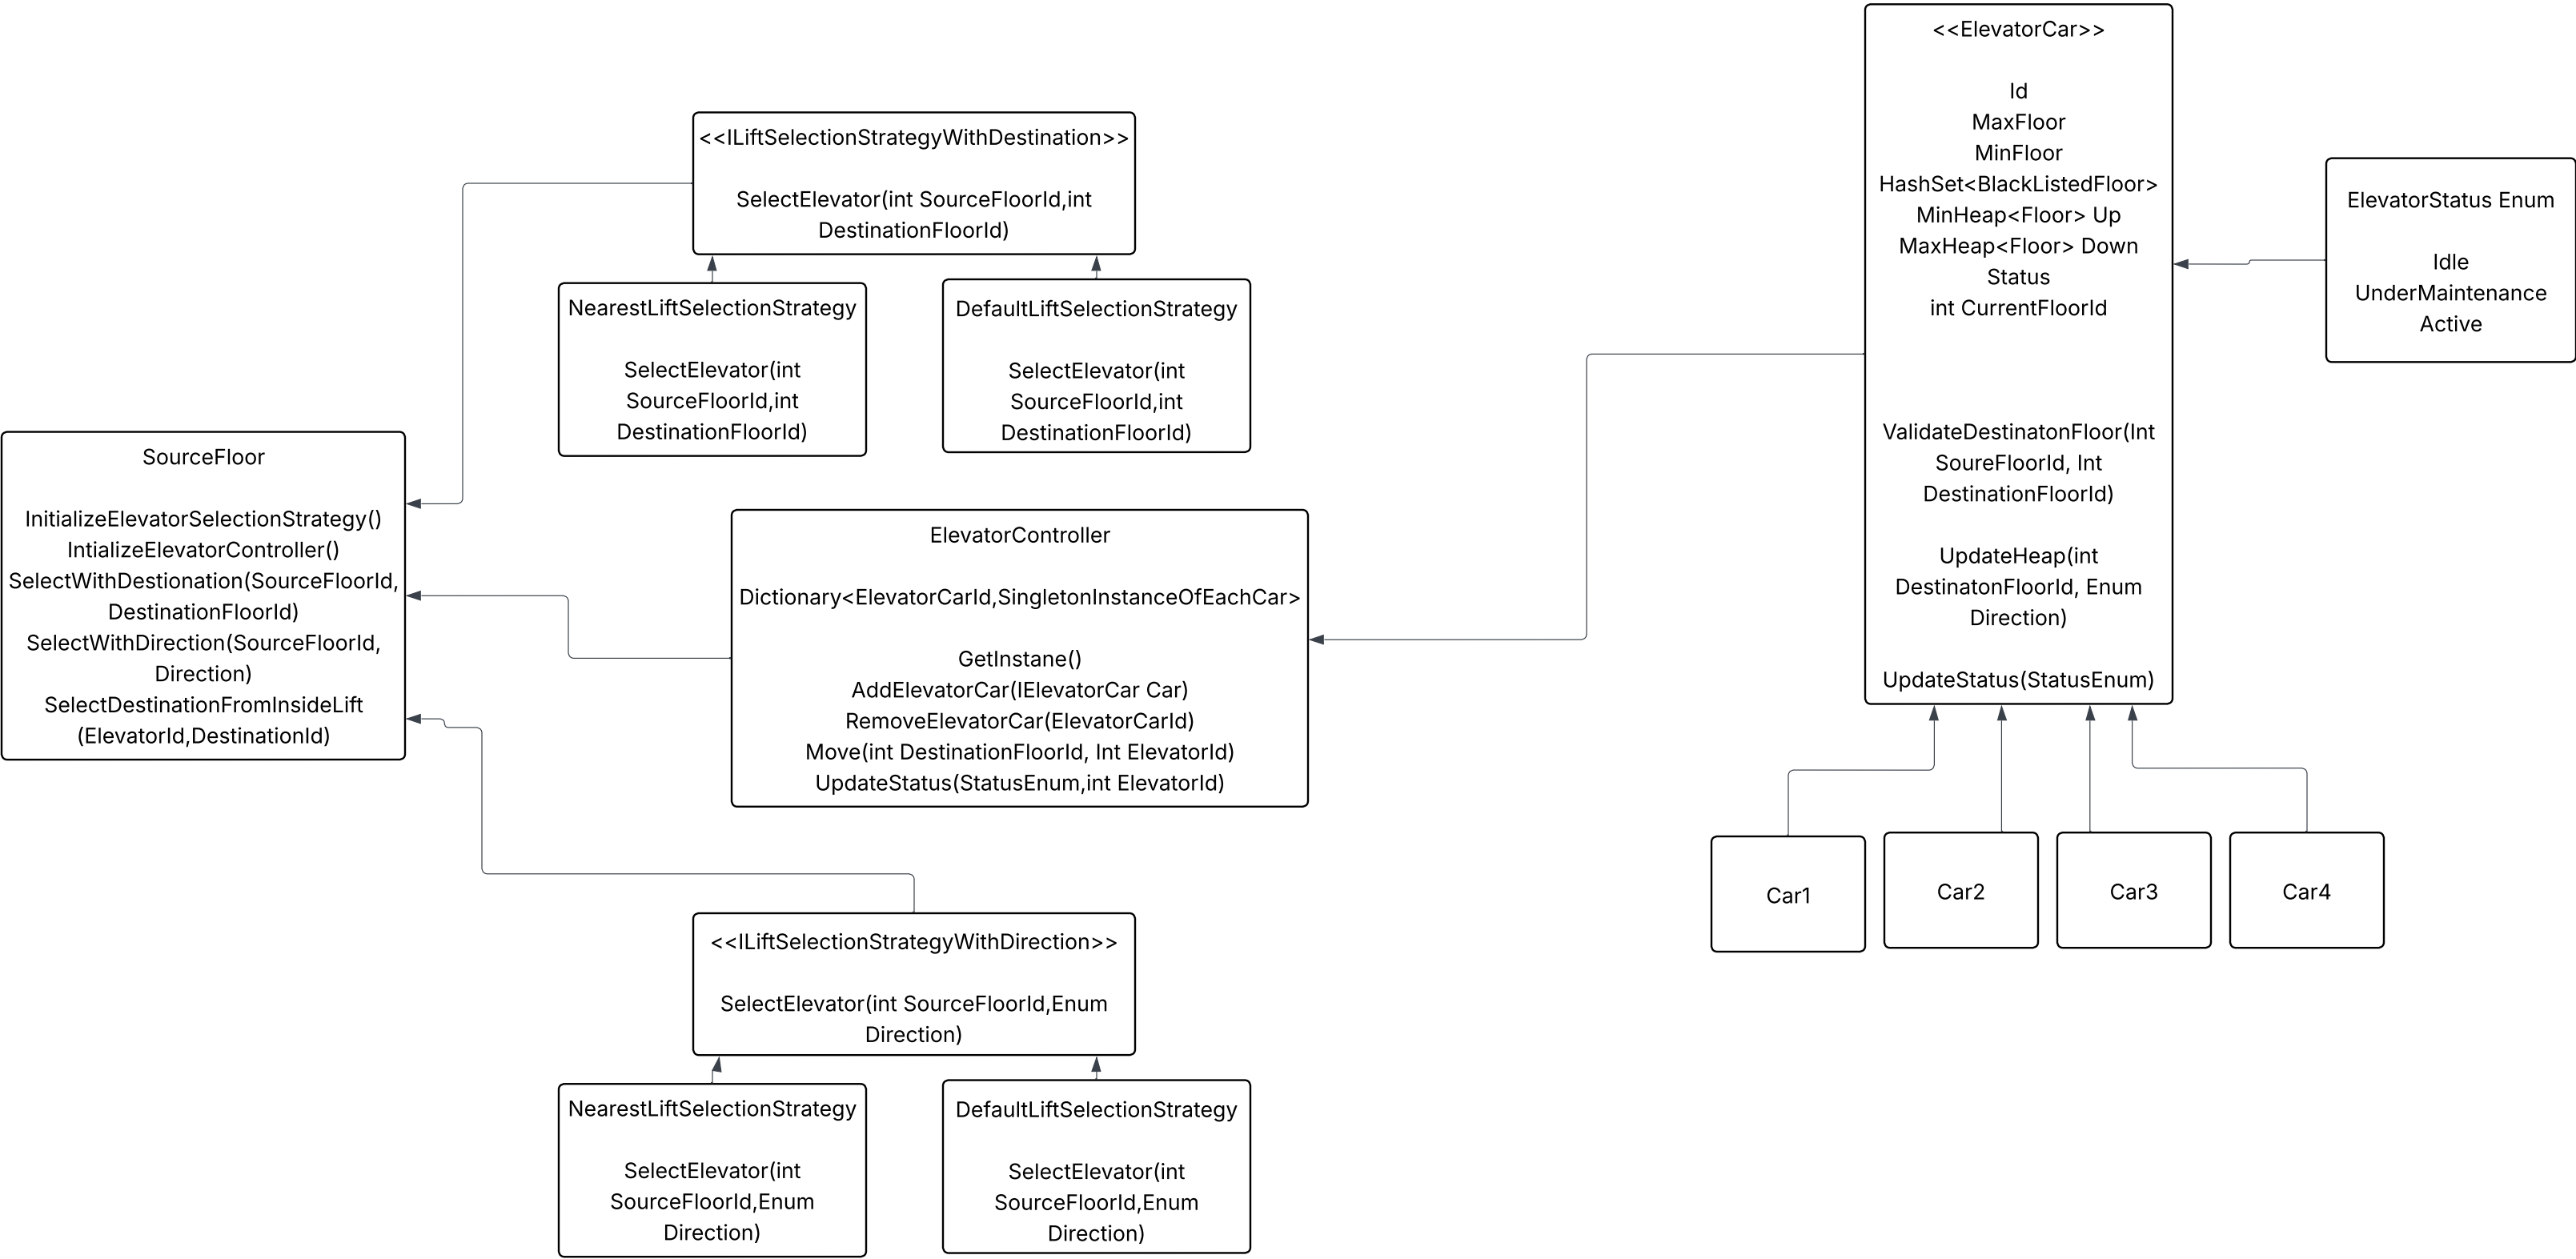 <<ElevatorCar>>
Id
MaxFloor
MinFloor
HashSet<BlackListedFloor>
MinHeap<Floor> Up
MaxHeap<Floor> Down
Status
int CurrentFloorId
ValidateDestinatonFloor(Int
SoureFloorId, Int
DestinationFloorId)
UpdateHeap(int
DestinatonFloorId, Enum
Direction)
UpdateStatus(StatusEnum)
ElevatorStatus Enum
Idle
UnderMaintenance
Active
<<ILiftSelectionStrategyWithDestination>>
SelectElevator(int SourceFloorId,int
DestinationFloorId)
NearestLiftSelectionStrategy
SelectElevator(int
SourceFloorId,int
DestinationFloorId)
DefaultLiftSelectionStrategy
SelectElevator(int
SourceFloorId,int
DestinationFloorId)
SourceFloor
InitializeElevatorSelectionStrategy()
IntializeElevatorController()
SelectWithDestionation(SourceFloorId,
DestinationFloorId)
SelectWithDirection(SourceFloorId,
Direction)
SelectDestinationFromInsideLift
(ElevatorId,DestinationId)
ElevatorController
Dictionary<ElevatorCarId,SingletonInstanceOfEachCar>
GetInstane()
AddElevatorCar(IElevatorCar Car)
RemoveElevatorCar(ElevatorCarId)
Move(int DestinationFloorId, Int ElevatorId)
UpdateStatus(StatusEnum,int ElevatorId)
Car1
Car2
Car3
Car4
<<ILiftSelectionStrategyWithDirection>>
SelectElevator(int SourceFloorId,Enum
Direction)
NearestLiftSelectionStrategy
SelectElevator(int
SourceFloorId,Enum
Direction)
DefaultLiftSelectionStrategy
SelectElevator(int
SourceFloorId,Enum
Direction)